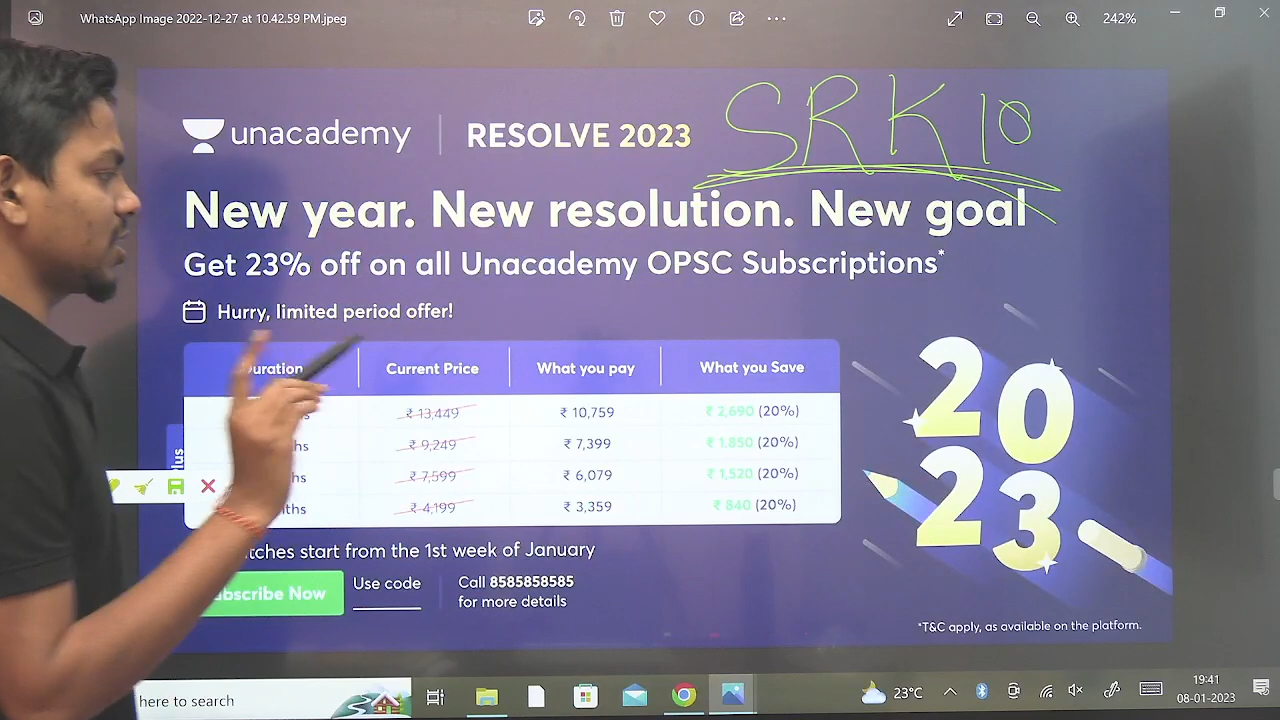 WhatsApp Image 2022-12-27 at 10.42.59 PM.jpeg
242%
SRK10
unacademy
RESOLVE 2023
New year. New resolution. New goal
Get 23% off on all Unacademy OPSC Subscriptions*
Hurry, limited period offer!
Duration Current Price What you pay What you Save
₹ 13,449 ₹ 10,759 ₹ 2,690 (20%)
₹ 9,249 ₹ 7,399 ₹ 1,850 (20%)
₹ 7,599 ₹ 6,079 ₹ 1,520 (20%)
₹ 4,199 ₹ 3,359 ₹ 840 (20%)
20
23
start from the 1st week of January
Subscribe Now
Use code
Call 8585858585
for more details
*T&C apply, as available on the platform.
here to search
23°C
19:41
08-01-2023